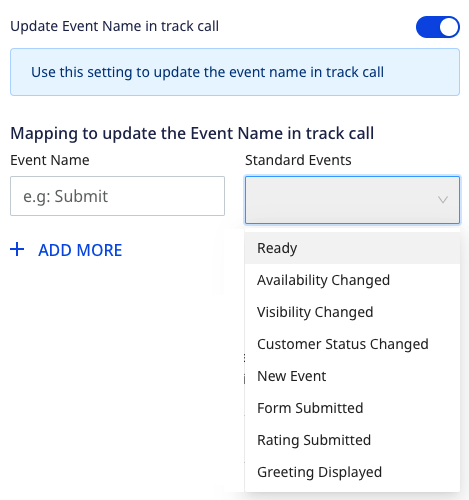 Update Event Name in track call
Use this setting to update the event name in track call
Mapping to update the Event Name in track call
Event Name
Standard Events
e.g: Submit
+ ADD MORE
Ready
Availability Changed
Visibility Changed
Customer Status Changed
New Event
Form Submitted
Rating Submitted
Greeting Displayed